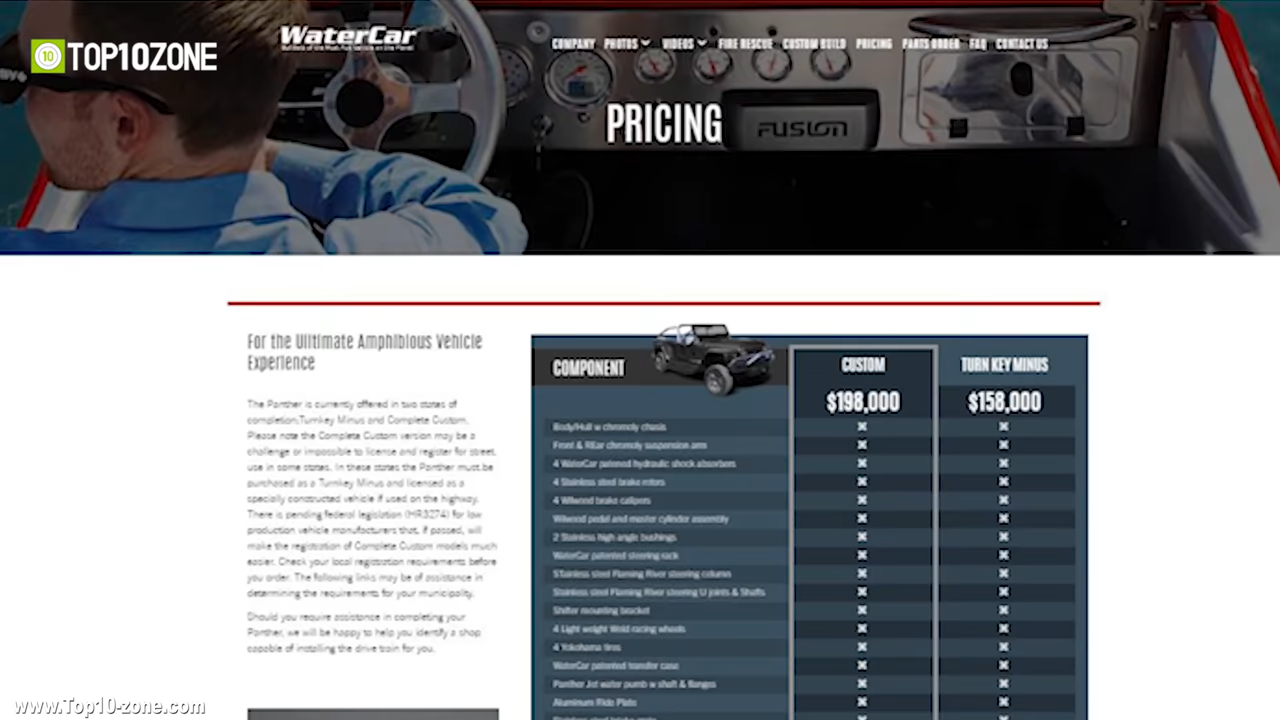 TOP10ZONE
10
WaterCar
COMPANY PHOTOS VIDEOS FIRE RESCUE CUSTOM BUILD PRICING PARTS ORDER FAQ CONTACT US
PRICING
FUSION
For the Ulitimate Amphibious Vehicle
Experience
The Panther is currently offered in two states of
completion,Turnkey Minus and Complete Custom.
Please note the Complete Custom version may be a
challenge or impossible to license and register for street
use in some states. In these states the Panther must be
purchased as a Turnkey Minus and licensed as a
specially constructed vehicle if used on the highway.
There is pending federal legislation (HR3274) for low
production vehicle manufacturers that, if passed, will
make the registration of Complete Custom models much
easier. Check your local registration requirements before
you order. The following links may be of assistance in
determining the requirements for your municipality.
Should you require assistance in completing your
Panther, we will be happy to help you identify a shop
capable of installing the drive train for you.
COMPONENT CUSTOM TURN KEY MINUS
$198,000 $158,000
Body/Hull w chromoly chasis
Front & REar chromoly suspension arm
4 WaterCar patened hydraulic shock absorbers
4 Stainless steel brake rotors
4 Wilwood brake calipers
Wilwood pedal and master cylinder assembly
2 Stainless high angle bushings
WaterCar patented steering rack
STainless steel Flaming River steering column
Stainless steel Flaming River steering U joints & Shafts
Shifter mounting bracket
4 Light weight Weld racing wheels
4 Yokohama tires
WaterCar patented transfer case
Panther Jet water pumb w shaft & flanges
Aluminum Ride Plate
www.Top10-zone.com